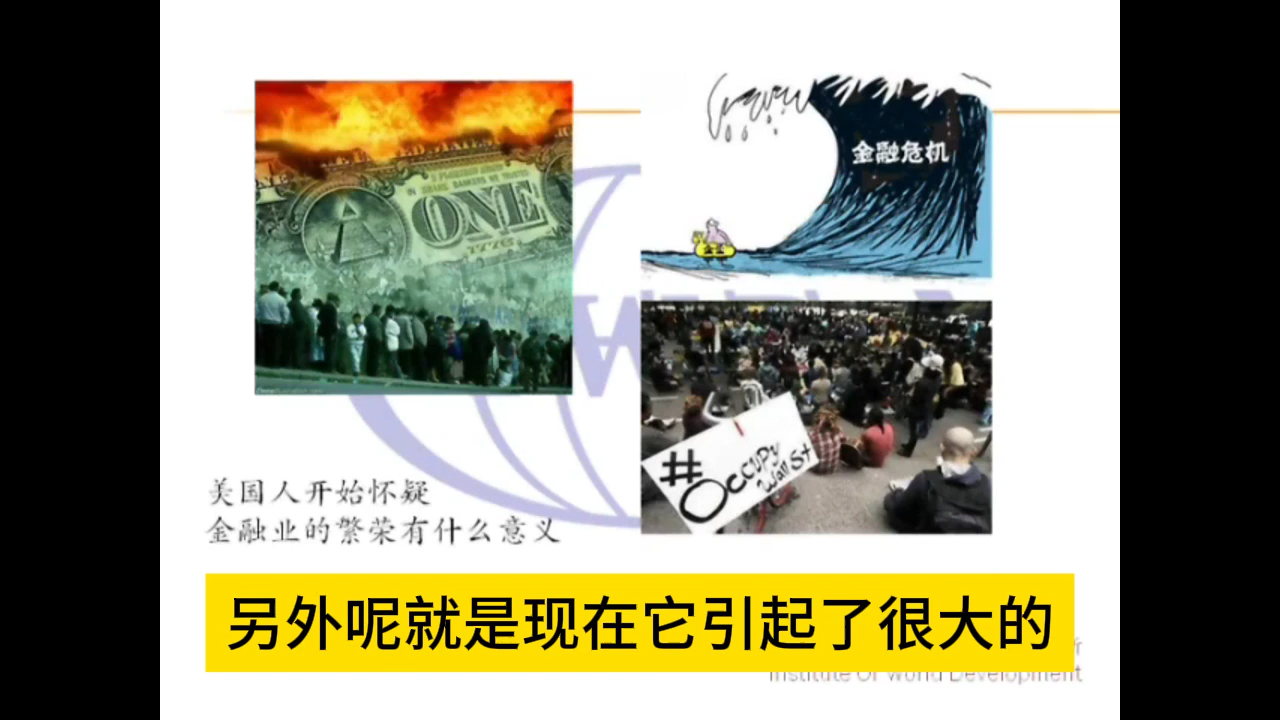 ONE
1776
金融危机
#Occupy
Wall St
美国人开始怀疑
金融业的繁荣有什么意义
另外呢就是现在它引起了很大的
Institute Of World Development